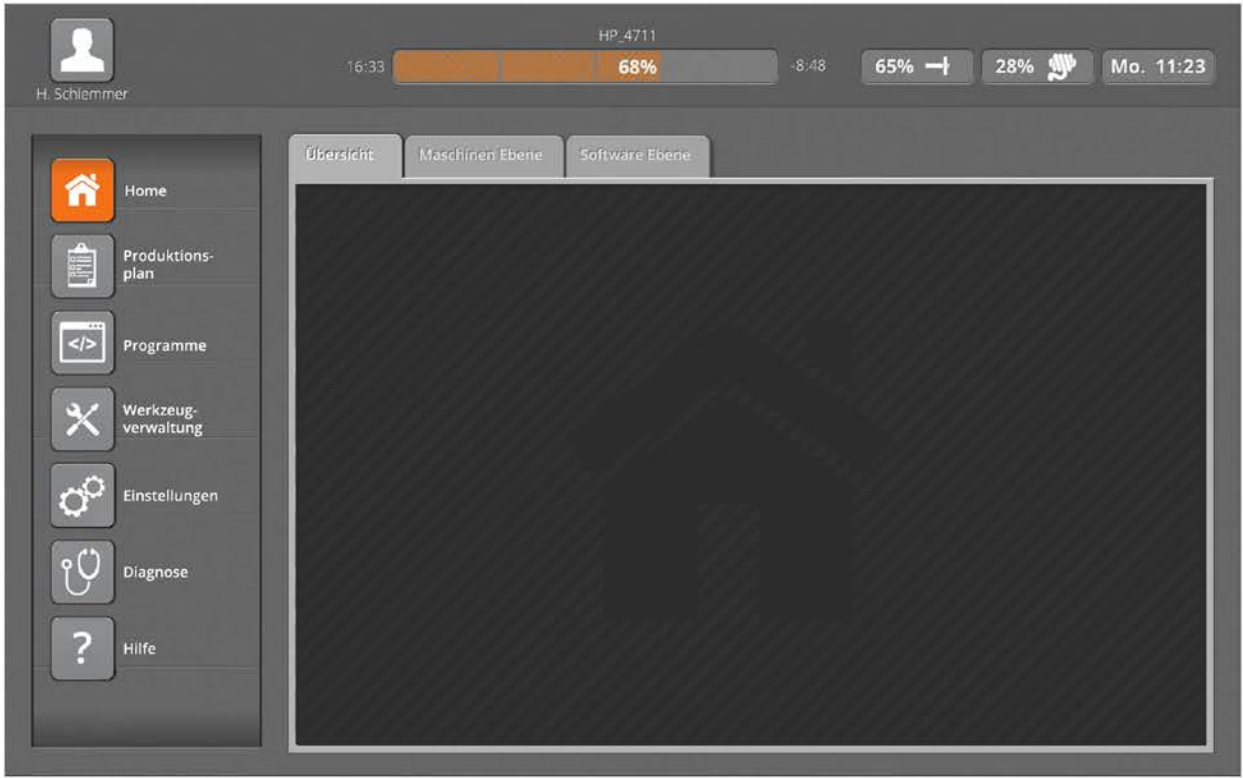 HP_4711
16:33
68%
-8:48
65%
28%
Mo. 11:23
H. Schlemmer
Übersicht
Maschinen Ebene
Software Ebene
Home
Produktions-
plan
</>
Programme
Werkzeug-
verwaltung
Einstellungen
Diagnose
?
Hilfe